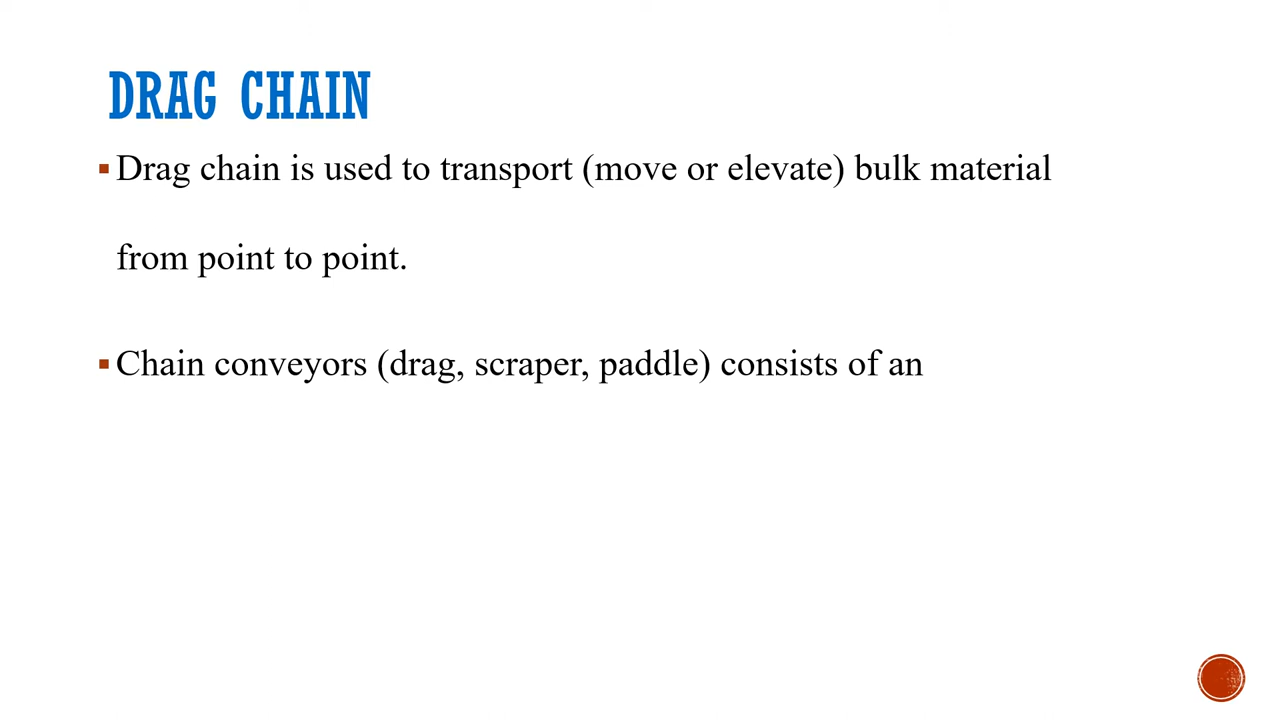 DRAG CHAIN
▪ Drag chain is used to transport (move or elevate) bulk material
from point to point.
▪ Chain conveyors (drag, scraper, paddle) consists of an